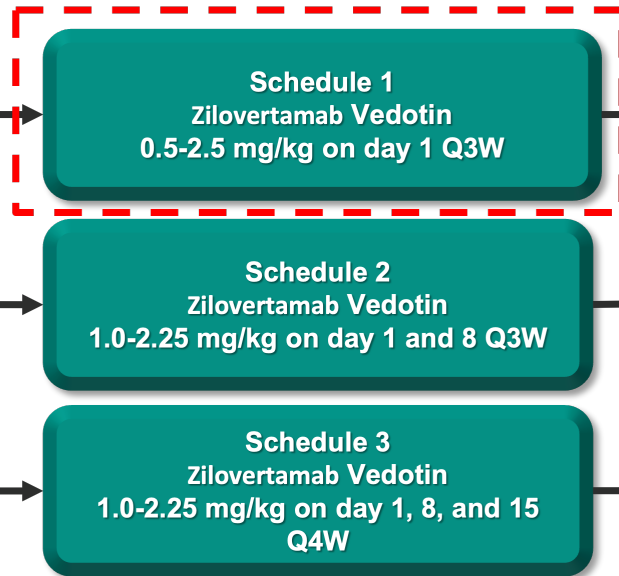 Schedule 1
Zilovertamab Vedotin
0.5-2.5 mg/kg on day 1 Q3W
Schedule 2
Zilovertamab Vedotin
1.0-2.25 mg/kg on day 1 and 8 Q3W
Schedule 3
Zilovertamab Vedotin
1.0-2.25 mg/kg on day 1, 8, and 15
Q4W